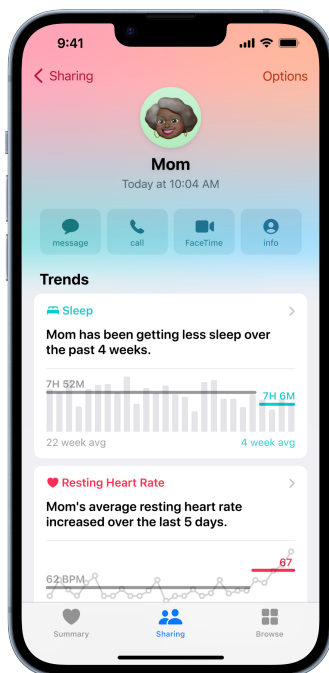 9:41
Sharing
Options
Mom
Today at 10:04 AM
message call FaceTime info
Trends
Sleep
Mom has been getting less sleep over
the past 4 weeks.
7H 52M
7H 6M
22 week avg 4 week avg
Resting Heart Rate
Mom's average resting heart rate
increased over the last 5 days.
67
62 BPM
Summary Sharing Browse